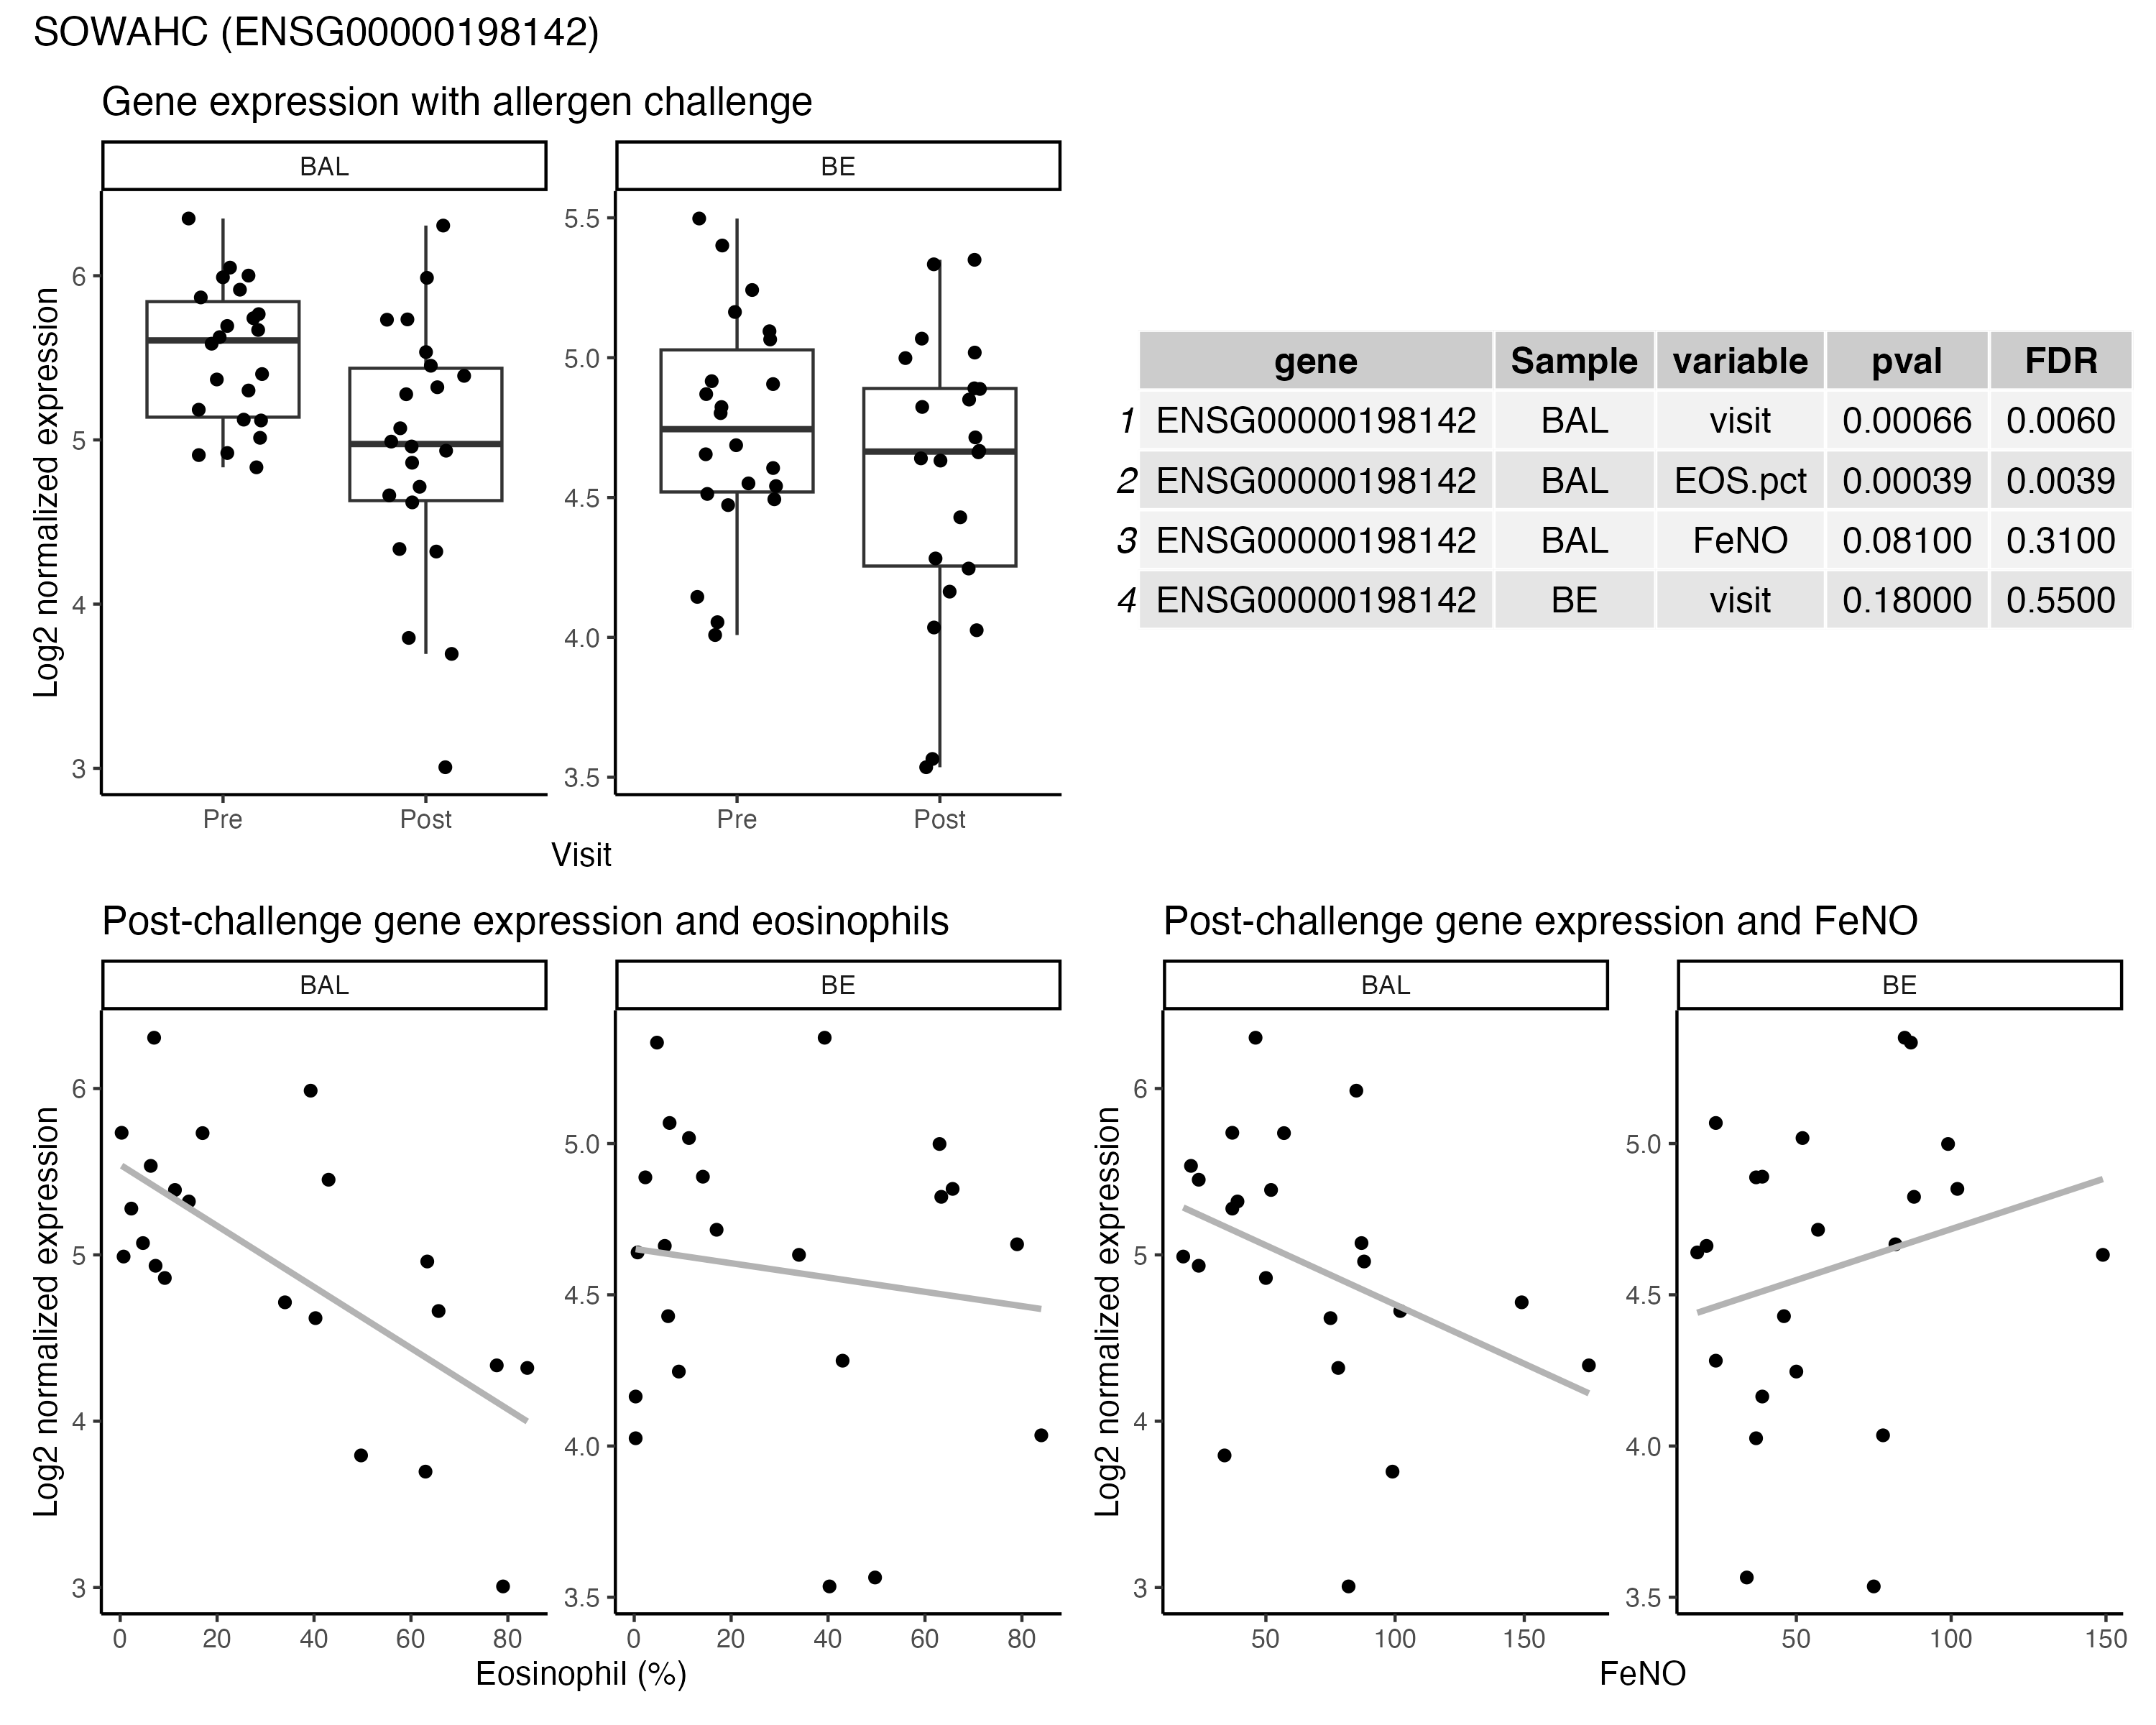 SOWAHC (ENSG00000198142)
Gene expression with allergen challenge
BAL
BE
Log2 normalized expression
6
5
4
3
5.5
5.0
4.5
4.0
3.5
Pre
Post
Pre
Post
Visit
gene Sample variable pval FDR
1 ENSG00000198142 BAL visit 0.00066 0.0060
2 ENSG00000198142 BAL EOS.pct 0.00039 0.0039
3 ENSG00000198142 BAL FeNO 0.08100 0.3100
4 ENSG00000198142 BE visit 0.18000 0.5500
Post-challenge gene expression and eosinophils
BAL
BE
Log2 normalized expression
6
5
4
3
5.0
4.5
4.0
3.5
0 20 40 60 80
0 20 40 60 80
Eosinophil (%)
Post-challenge gene expression and FeNO
BAL
BE
Log2 normalized expression
6
5
4
3
5.0
4.5
4.0
3.5
50 100 150
50 100 150
FeNO